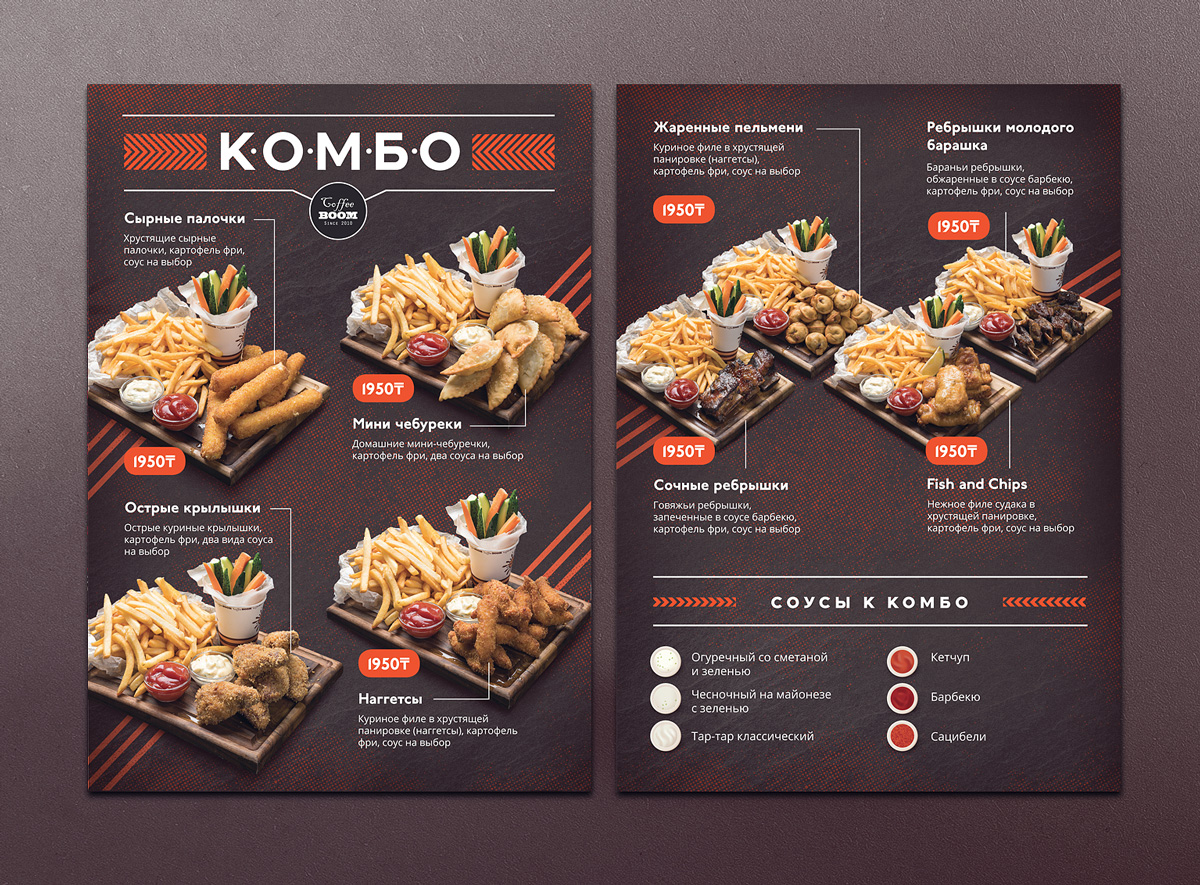 К·О·М·Б·О
Coffee
BOOM
SINCE 2010
Сырные палочки
Хрустящие сырные
палочки, картофель фри,
соус на выбор
1950₸
1950₸
Мини чебуреки
Домашние мини-чебуречки,
картофель фри, два соуса на выбор
Острые крылышки
Острые куриные крылышки,
картофель фри, два вида соуса
на выбор
1950₸
Наггетсы
Куриное филе в хрустящей
панировке (наггетсы), картофель
фри, соус на выбор
Жаренные пельмени
Куриное филе в хрустящей
панировке (наггетсы),
картофель фри, соус на выбор
1950₸
Ребрышки молодого
барашка
Бараньи ребрышки,
обжаренные в соусе барбекю,
картофель фри, соус на выбор
1950₸
1950₸
Сочные ребрышки
Говяжьи ребрышки,
запеченные в соусе барбекю,
картофель фри, соус на выбор
1950₸
Fish and Chips
Нежное филе судака в
хрустящей панировке,
картофель фри, соус на выбор
СОУСЫ К КОМБО
Огуречный со сметаной
и зеленью
Чесночный на майонезе
с зеленью
Тар-тар классический
Кетчуп
Барбекю
Сацибели